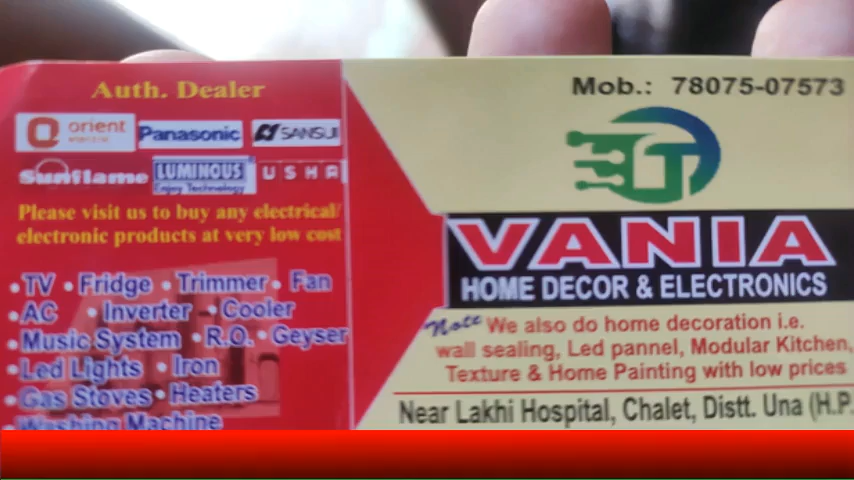 Auth. Dealer
orient
Panasonic
SANSUI
Sunflame
LUMINOUS
Enjoy Technology
USHA
Please visit us to buy any electrical/
electronic products at very low cost
•TV •Fridge •Trimmer• Fan
•AC •Inverter •Cooler
•Music System •R.O.•Geyser
•Led Lights •Iron
•Gas Stoves•Heaters
•Washing Machine
Mob.: 78075-07573
VANIA
HOME DECOR & ELECTRONICS
Note We also do home decoration i.e.
wall sealing, Led pannel, Modular Kitchen,
Texture & Home Painting with low prices
Near Lakhi Hospital, Chalet, Distt. Una (H.P.